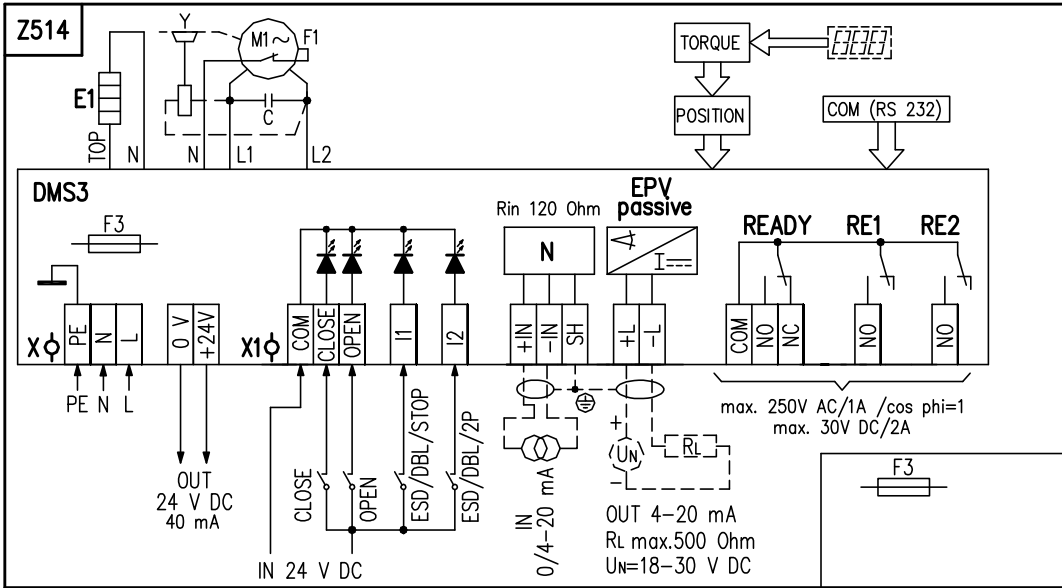 Z514
Y
M1 ~
F1
E1
C
TOP
N
N
L1
L2
TORQUE
POSITION
COM (RS 232)
DMS3
F3
Rin 120 Ohm
N
EPV
passive
I
READY
RE1
RE2
X
PE
N
L
0 V
+24V
X1
COM
CLOSE
OPEN
I1
I2
+IN
-IN
SH
+L
-L
COM
NO
NC
NO
NO
PE
N
L
OUT
24 V DC
40 mA
CLOSE
OPEN
ESD/DBL/STOP
ESD/DBL/2P
IN 24 V DC
IN
0/4-20 mA
+
UN
-
RL
OUT 4-20 mA
RL max.500 Ohm
UN=18-30 V DC
max. 250V AC/1A /cos phi=1
max. 30V DC/2A
F3